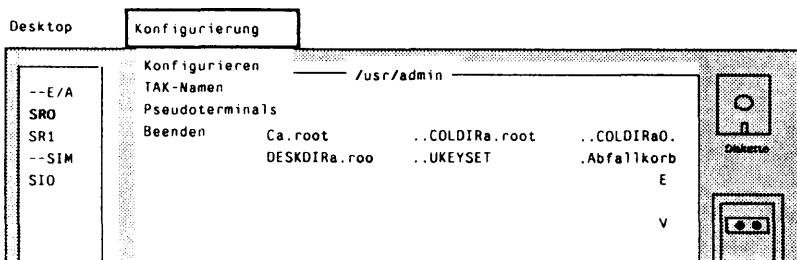 Desktop Konfigurierung
Konfigurieren
/usr/admin
TAK-Namen
Pseudoterminals
Beenden
--E/A
SR0
SR1
--SIM
SI0
Ca.root ..COLDIRa.root ..COLDIRaO.
DESKDIRa.roo ..UKEYSET .Abfallkorb
E
V
Diskette